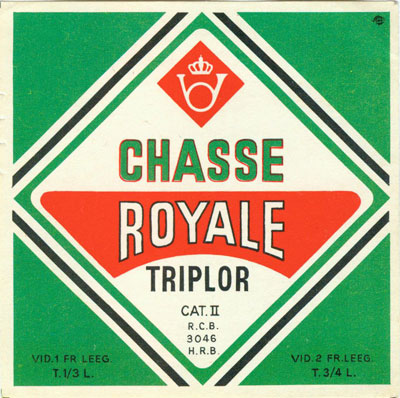 CHASSE
ROYALE
TRIPLOR
CAT. II
R.C.B.
3046
H.R.B.
VID.1 FR LEEG.
T.1/3 L.
VID.2 FR.LEEG.
T.3/4 L.